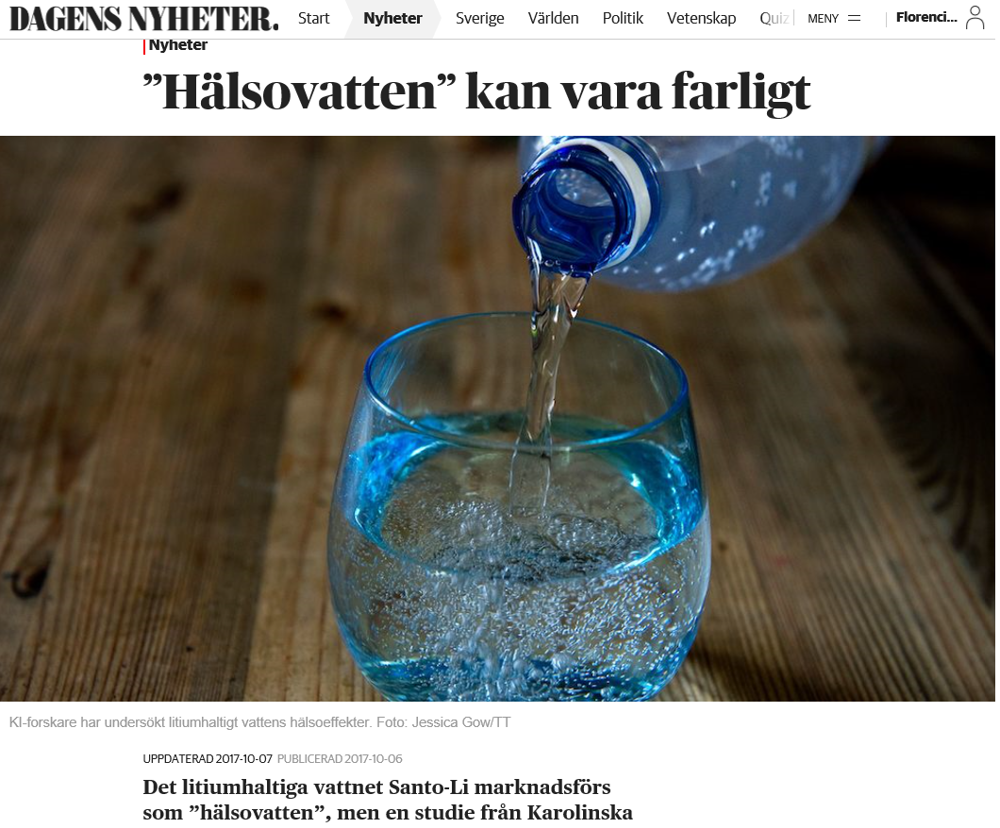 DAGENS NYHETER. Start Nyheter Sverige Världen Politik Vetenskap Quiz MENY Florenci...
Nyheter
”Hälsovatten” kan vara farligt
KI-forskare har undersökt litiumhaltigt vattens hälsoeffekter. Foto: Jessica Gow/TT
UPPDATERAD 2017-10-07 PUBLICERAD 2017-10-06
Det litiumhaltiga vattnet Santo-Li marknadsförs
som ”hälsovatten”, men en studie från Karolinska